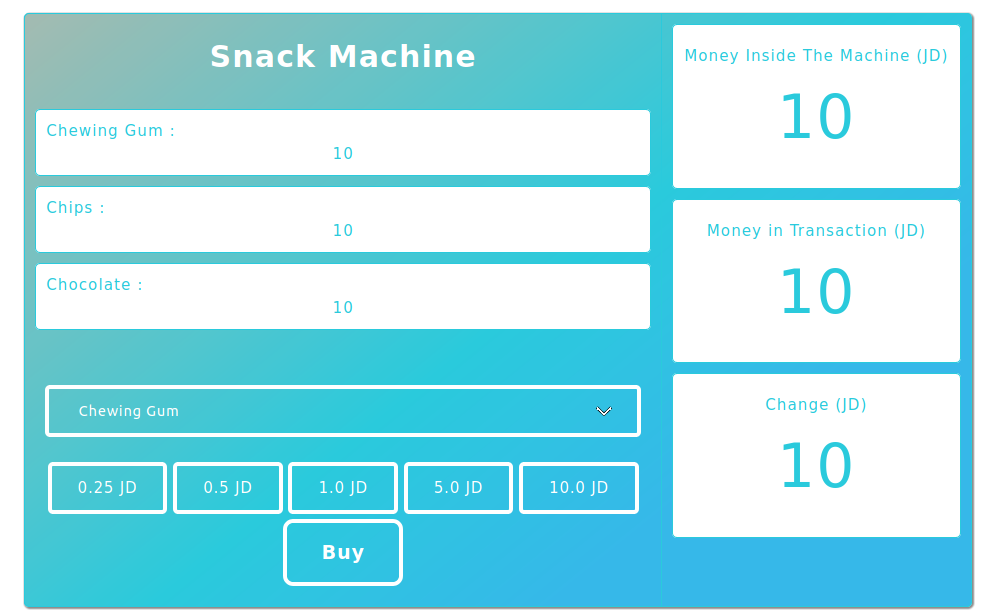 Snack Machine
Chewing Gum :
10
Chips :
10
Chocolate :
10
Chewing Gum
0.25 JD
0.5 JD
1.0 JD
5.0 JD
10.0 JD
Buy
Money Inside The Machine (JD)
10
Money in Transaction (JD)
10
Change (JD)
10